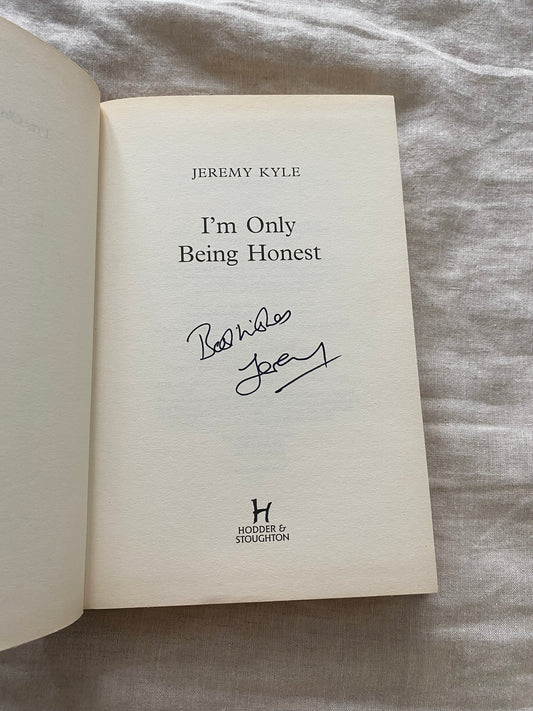 JEREMY KYLE
I'm Only
Being Honest
Best wishes
Jeremy
HODDER &
STOUGHTON